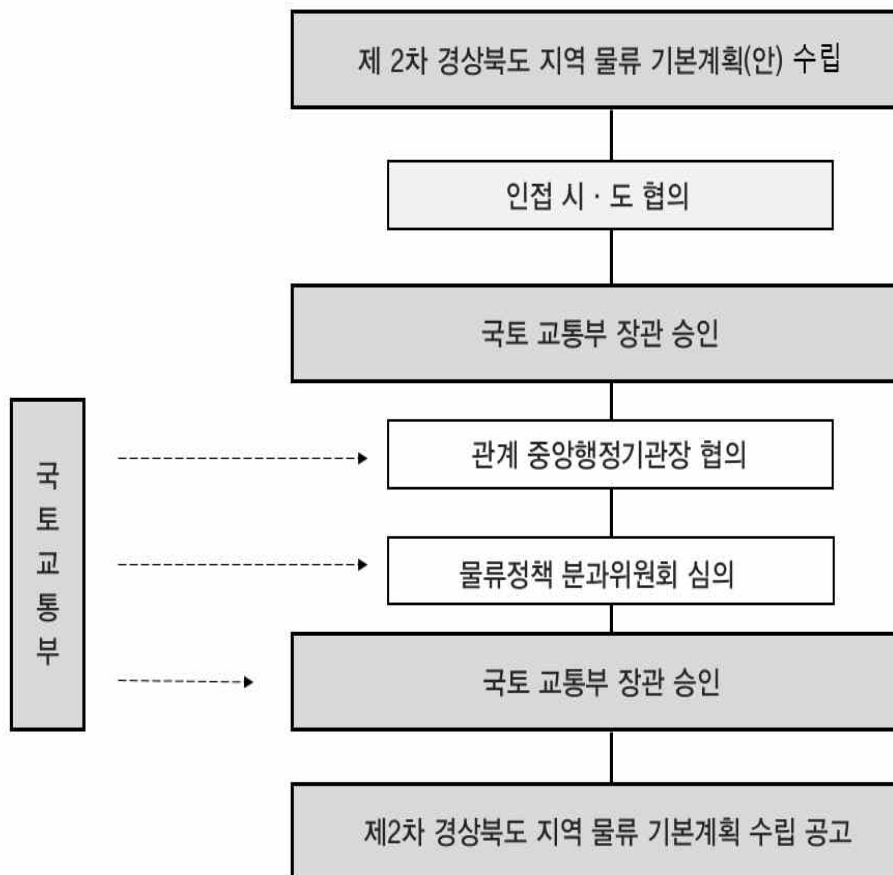 제 2차 경상북도 지역 물류 기본계획(안) 수립
인접 시 · 도 협의
국토 교통부 장관 승인
관계 중앙행정기관장 협의
물류정책 분과위원회 심의
국토 교통부 장관 승인
제2차 경상북도 지역 물류 기본계획 수립 공고
국
토
교
통
부